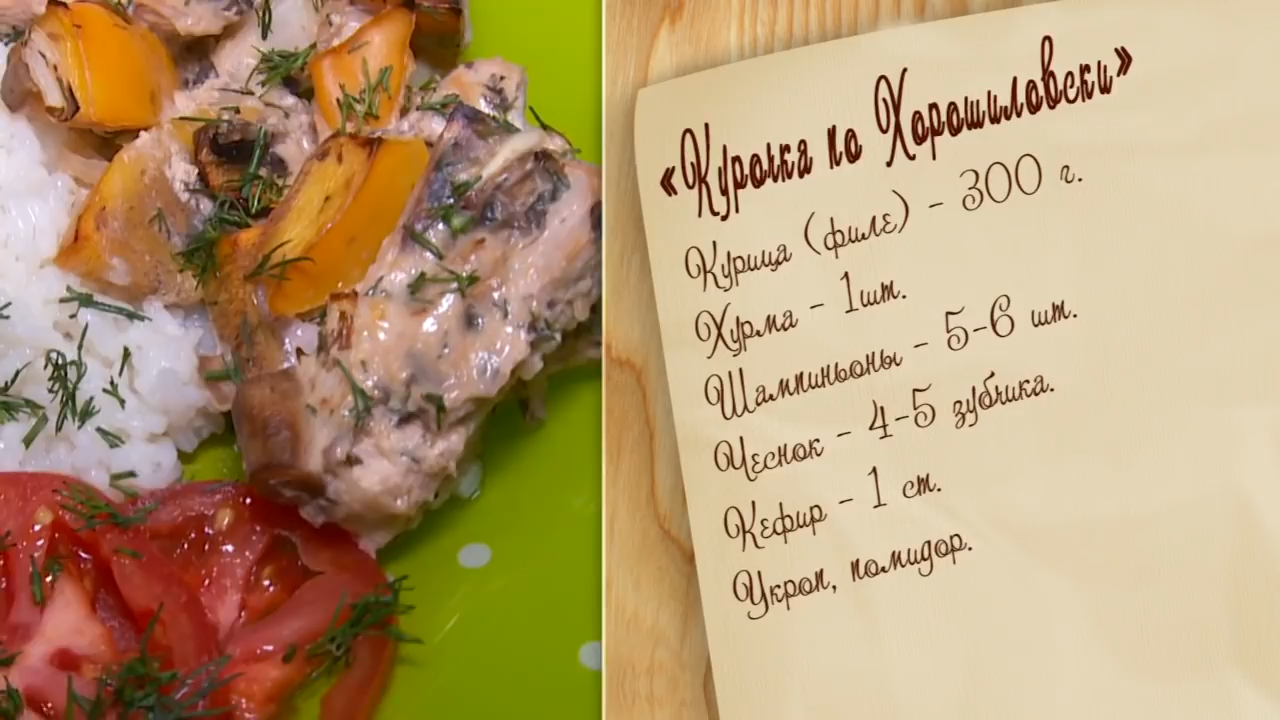 «Курочка по Хорошиловски»
Курица (филе) - 300 г.
Хурма - 1шт.
Шампиньоны - 5-6 шт.
Чеснок - 4-5 зубчика.
Кефир - 1 ст.
Укроп, помидор.